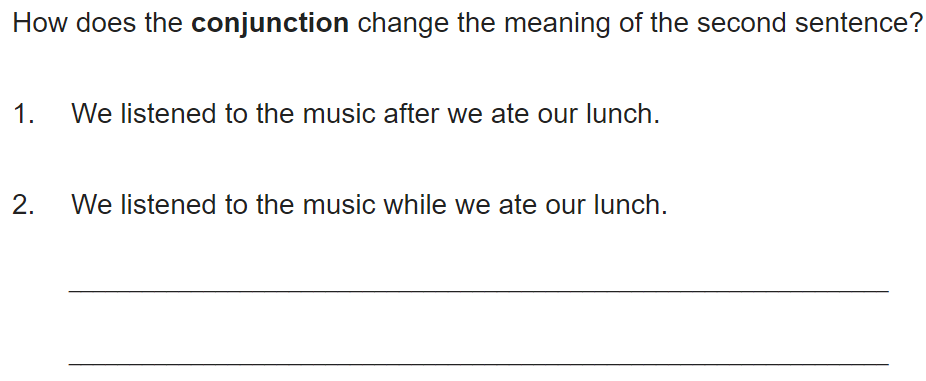 How does the conjunction change the meaning of the second sentence?
1. We listened to the music after we ate our lunch.
2. We listened to the music while we ate our lunch.